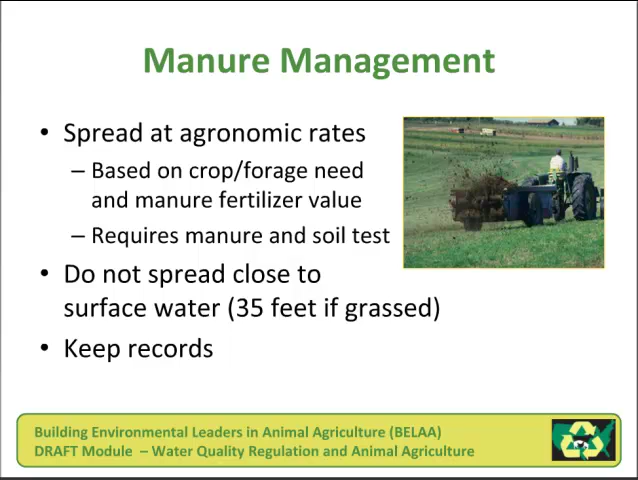 Manure Management
• Spread at agronomic rates
– Based on crop/forage need
and manure fertilizer value
– Requires manure and soil test
• Do not spread close to
surface water (35 feet if grassed)
• Keep records
Building Environmental Leaders in Animal Agriculture (BELAA)
DRAFT Module – Water Quality Regulation and Animal Agriculture